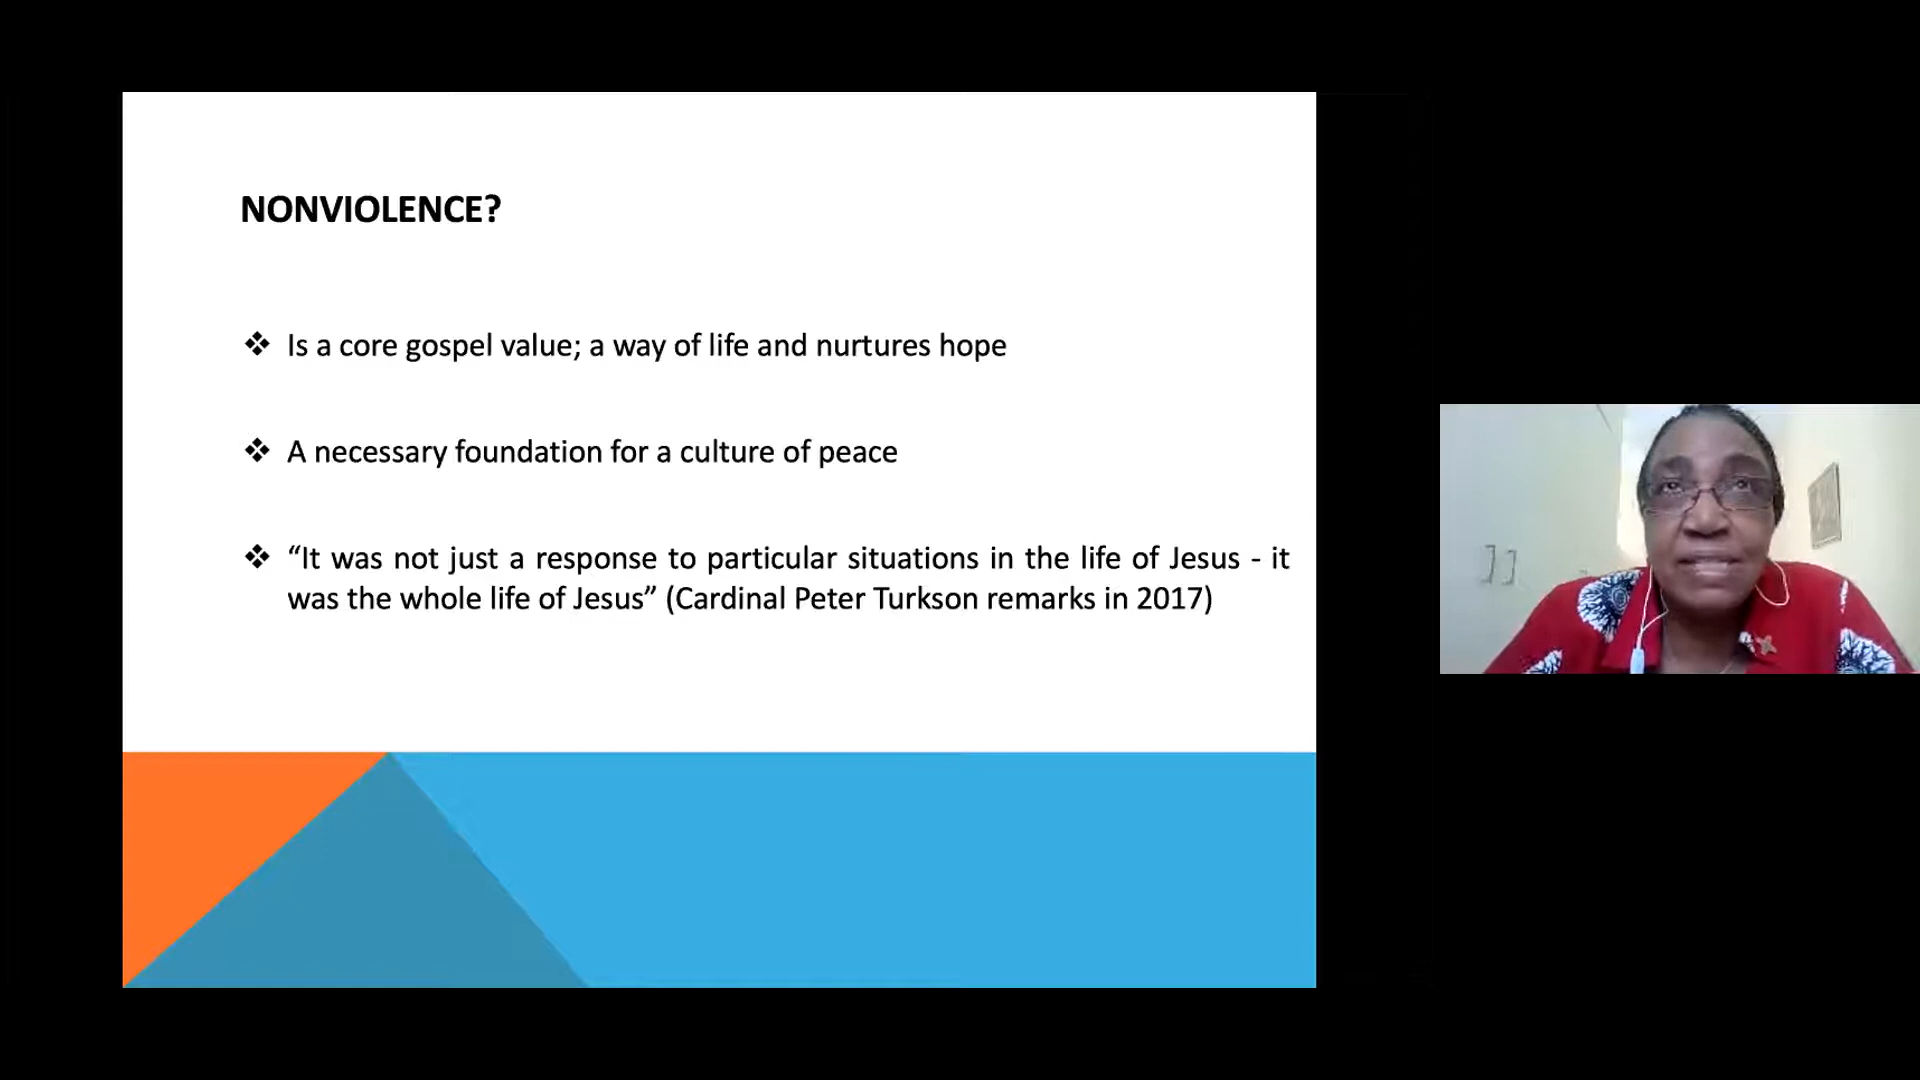 NONVIOLENCE?
❖ Is a core gospel value; a way of life and nurtures hope
❖ A necessary foundation for a culture of peace
❖ “It was not just a response to particular situations in the life of Jesus - it
was the whole life of Jesus” (Cardinal Peter Turkson remarks in 2017)